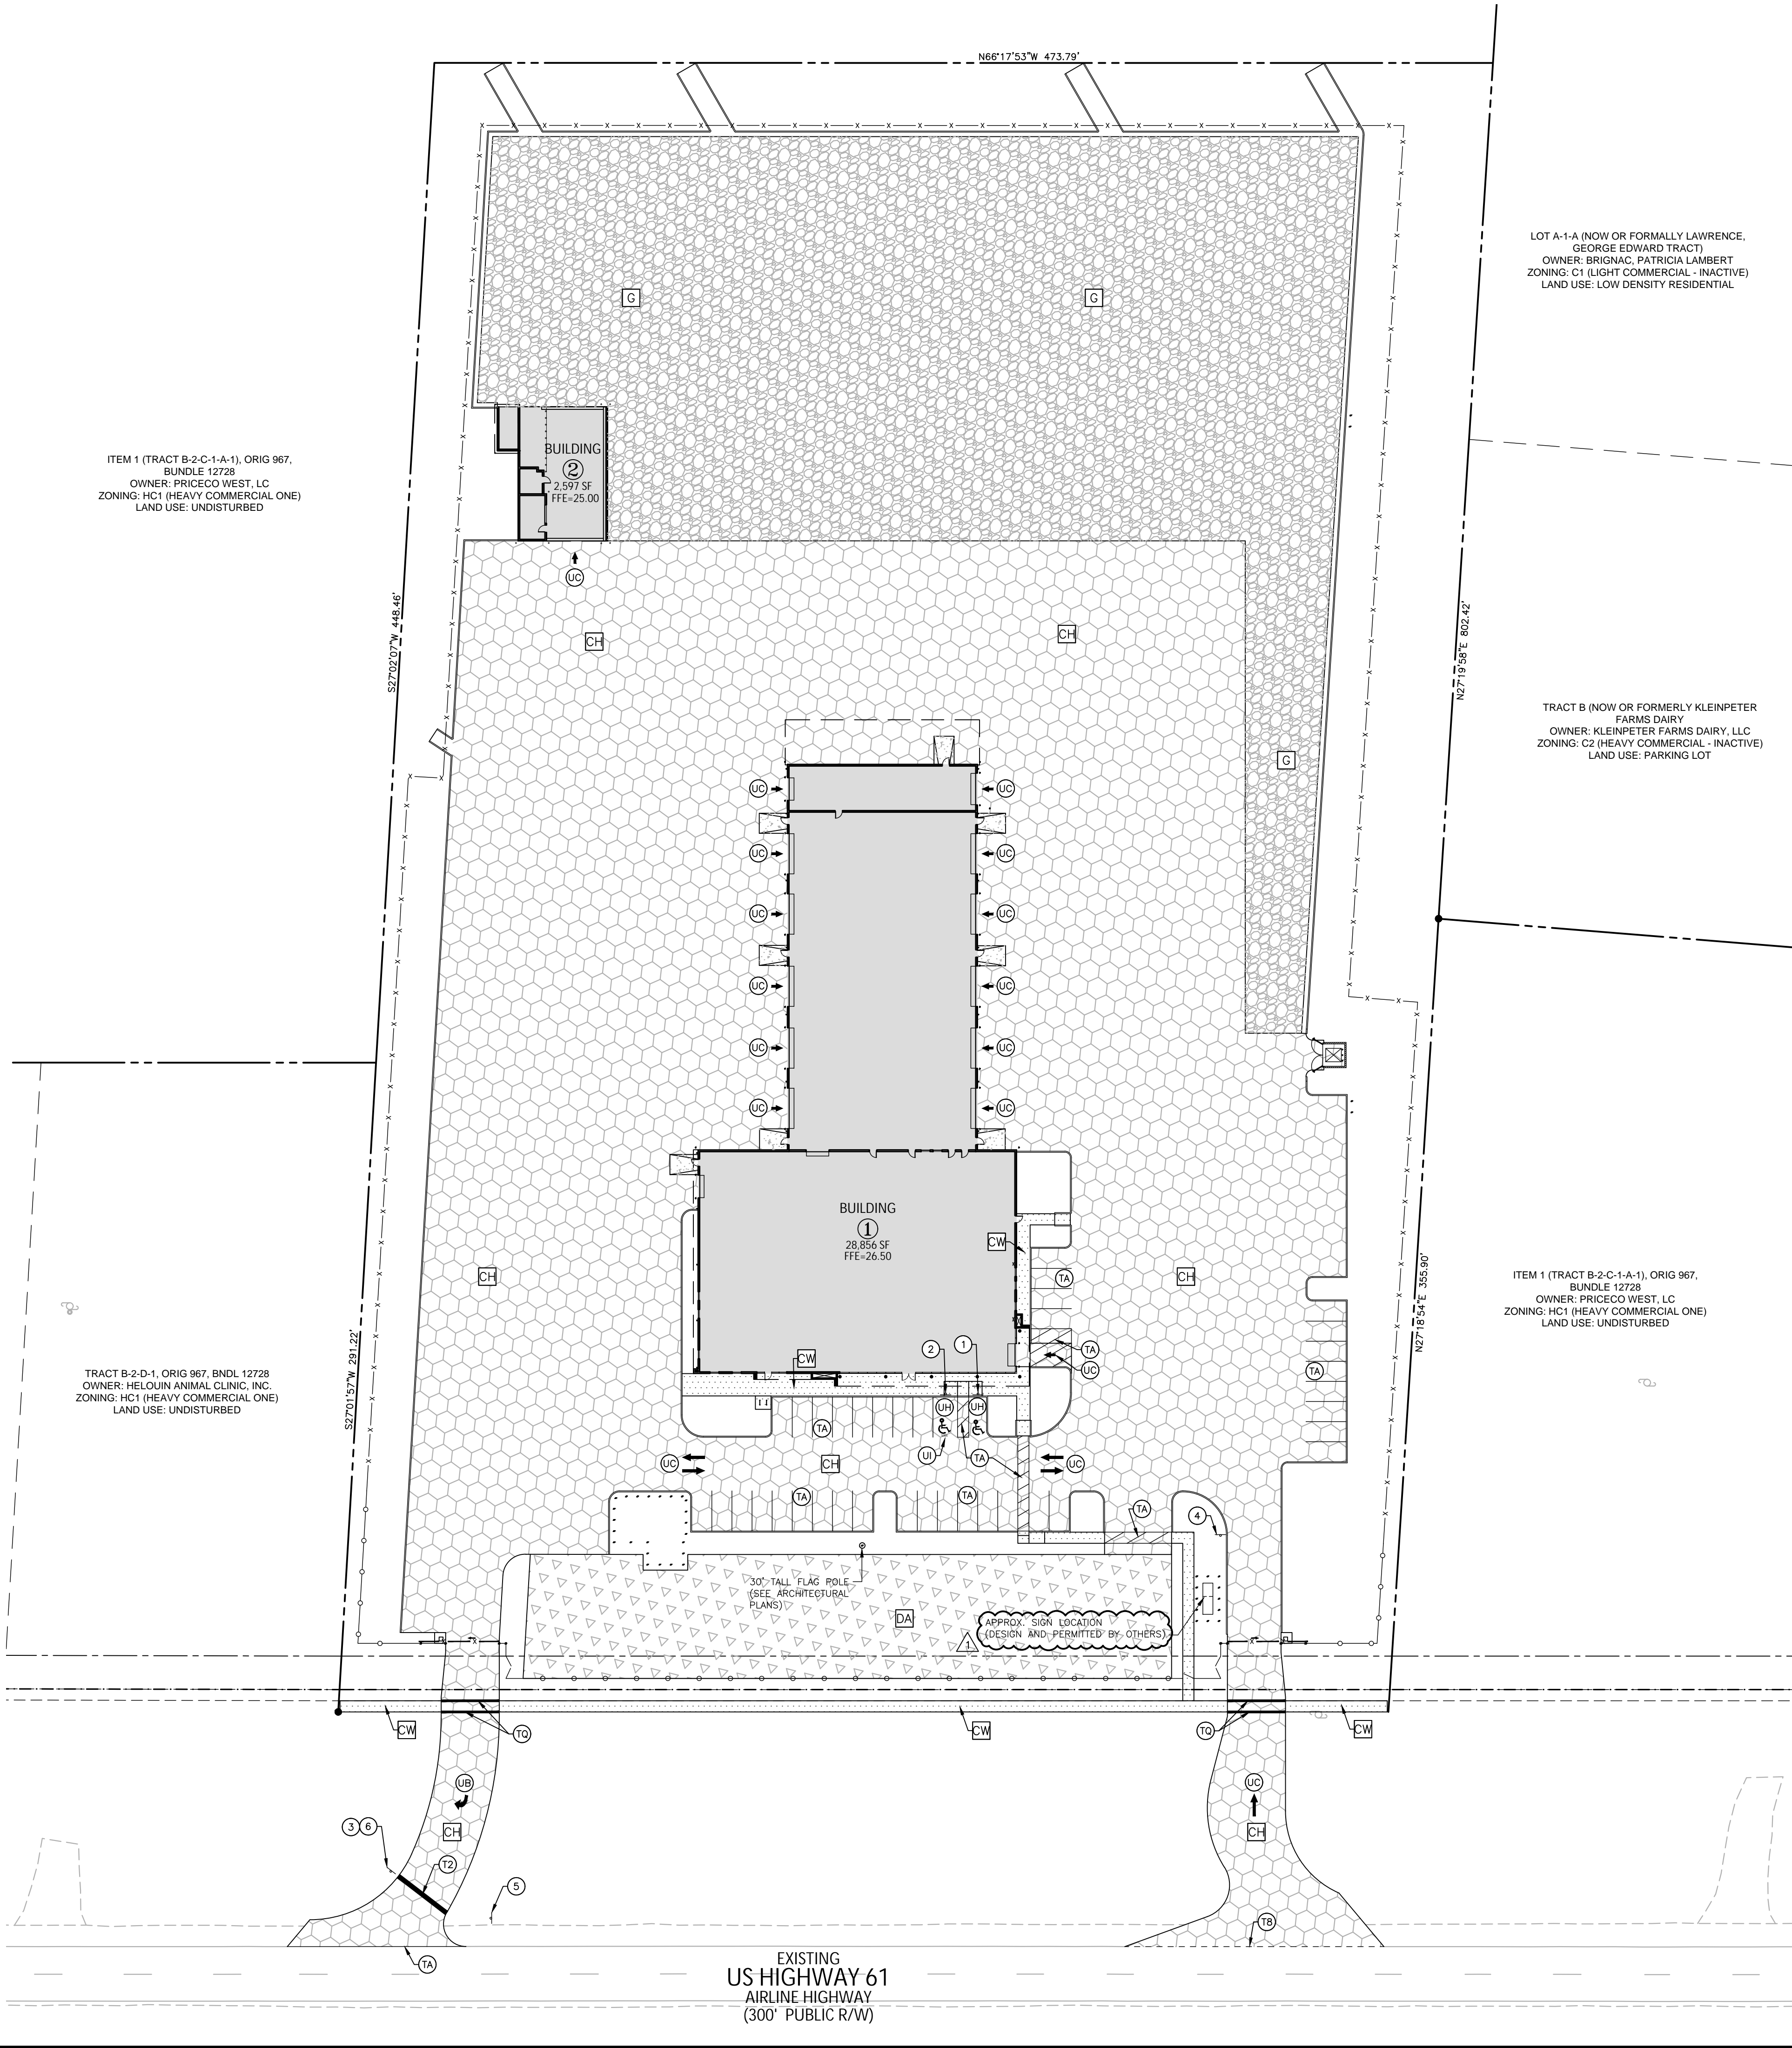 N66°17'53"W 473.79'
LOT A-1-A (NOW OR FORMALLY LAWRENCE,
GEORGE EDWARD TRACT)
OWNER: BRIGNAC, PATRICIA LAMBERT
ZONING: C1 (LIGHT COMMERCIAL - INACTIVE)
LAND USE: LOW DENSITY RESIDENTIAL
G
G
ITEM 1 (TRACT B-2-C-1-A-1), ORIG 967,
BUNDLE 12728
OWNER: PRICECO WEST, LC
ZONING: HC1 (HEAVY COMMERCIAL ONE)
LAND USE: UNDISTURBED
BUILDING
2
2,597 SF
FFE=25.00
UC
S27°02'07"W 448.46'
N27°19'58"E 802.42'
CH
CH
TRACT B (NOW OR FORMERLY KLEINPETER
FARMS DAIRY
OWNER: KLEINPETER FARMS DAIRY, LLC
ZONING: C2 (HEAVY COMMERCIAL - INACTIVE)
LAND USE: PARKING LOT
G
UC
UC
UC
UC
UC
UC
UC
UC
UC
UC
UC
UC
BUILDING
1
28,856 SF
FFE=26.50
CW
CH
TA
CH
ITEM 1 (TRACT B-2-C-1-A-1), ORIG 967,
BUNDLE 12728
OWNER: PRICECO WEST, LC
ZONING: HC1 (HEAVY COMMERCIAL ONE)
LAND USE: UNDISTURBED
N27°18'54"E 355.90'
S27°01'57"W 291.22'
TRACT B-2-D-1, ORIG 967, BNDL 12728
OWNER: HELOUIN ANIMAL CLINIC, INC.
ZONING: HC1 (HEAVY COMMERCIAL ONE)
LAND USE: UNDISTURBED
CW
2
1
TA
UC
TA
UH
UH
TA
UI
TA
UC
CH
UC
TA
TA
TA
4
30' TALL FLAG POLE
(SEE ARCHITECTURAL
PLANS)
DA
1
APPROX. SIGN LOCATION
(DESIGN AND PERMITTED BY OTHERS)
CW
TQ
CW
TQ
CW
UB
UC
3
6
CH
CH
T2
5
T8
TA
EXISTING
US HIGHWAY 61
AIRLINE HIGHWAY
(300' PUBLIC R/W)